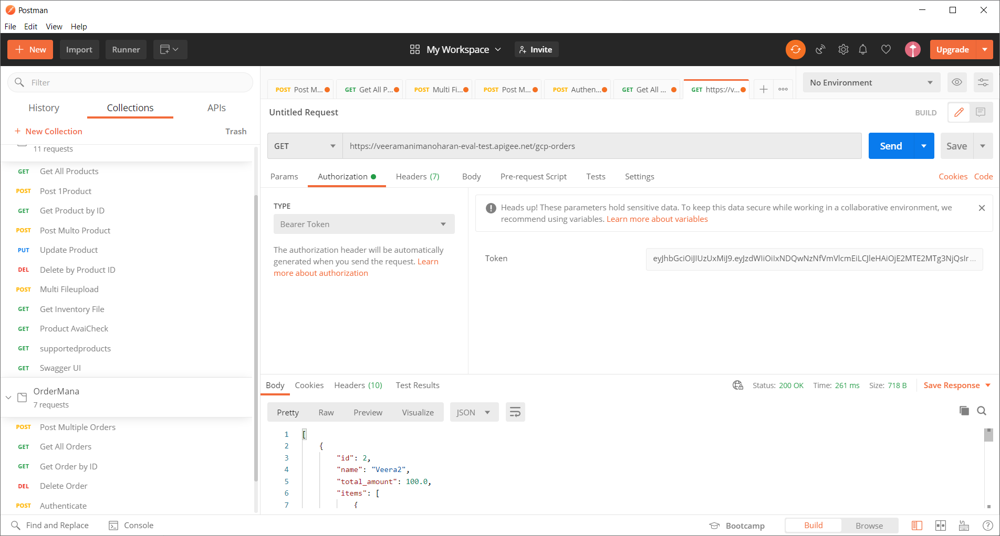 Postman
File Edit View Help
New Import Runner My Workspace Invite Upgrade
Filter
History Collections APIs
New Collection Trash
11 requests
GET Get All Products
POST Post 1Product
GET Get Product by ID
POST Post Multo Product
PUT Update Product
DEL Delete by Product ID
POST Multi Fileupload
GET Get Inventory File
GET Product AvaiCheck
GET supportedproducts
GET Swagger UI
OrderMana
7 requests
POST Post Multiple Orders
GET Get All Orders
GET Get Order by ID
DEL Delete Order
POST Authenticate
POST Post M... GET Get All P... POST Multi Fi... POST Post M... POST Authen... GET Get All ... GET https://v...
No Environment
Untitled Request BUILD
GET https://veeramanimanoharan-eval-test.apigee.net/gcp-orders Send Save
Params Authorization Headers (7) Body Pre-request Script Tests Settings Cookies Code
TYPE
Bearer Token
The authorization header will be automatically
generated when you send the request. Learn
more about authorization
Heads up! These parameters hold sensitive data. To keep this data secure while working in a collaborative environment, we
recommend using variables. Learn more about variables
Token
Body Cookies Headers (10) Test Results Status: 200 OK Time: 261 ms Size: 718 B Save Response
Pretty Raw Preview Visualize JSON
1 [
2 {
3 "id": 2,
4 "name": "Veera2",
5 "total_amount": 100.0,
6 "items": [
7 {
Find and Replace Console Bootcamp Build Browse